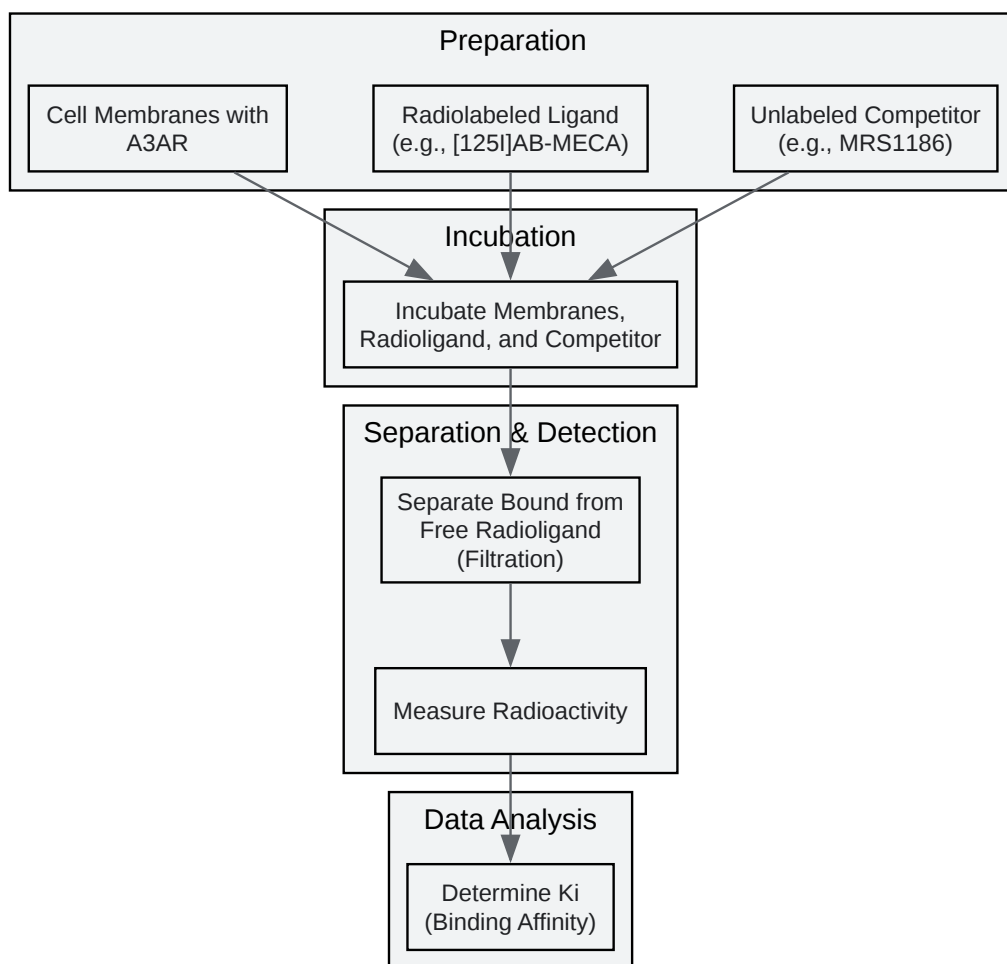 Preparation
Cell Membranes with
A3AR
Radiolabeled Ligand
(e.g., [125I]AB-MECA)
Unlabeled Competitor
(e.g., MRS1186)
Incubation
Incubate Membranes,
Radioligand, and Competitor
Separation & Detection
Separate Bound from
Free Radioligand
(Filtration)
Measure Radioactivity
Data Analysis
Determine Ki
(Binding Affinity)